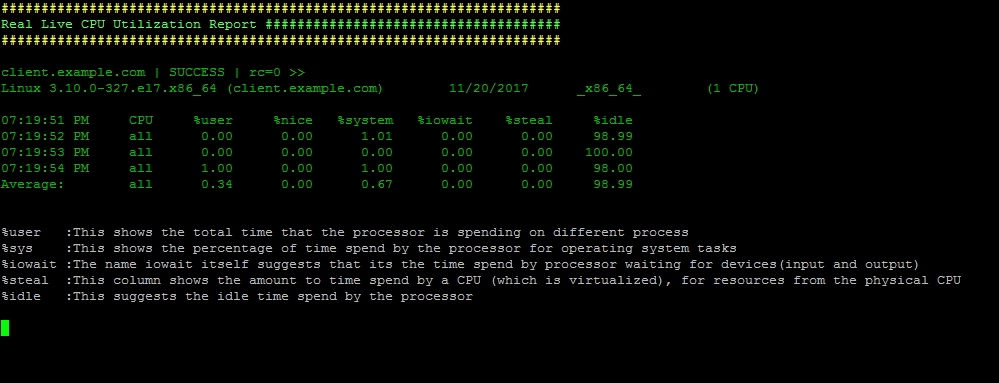 ######################################################################
Real Live CPU Utilization Report #####################################
######################################################################
client.example.com | SUCCESS | rc=0 >>
Linux 3.10.0-327.el7.x86_64 (client.example.com) 11/20/2017 _x86_64_ (1 CPU)
07:19:51 PM CPU %user %nice %system %iowait %steal %idle
07:19:52 PM all 0.00 0.00 1.01 0.00 0.00 98.99
07:19:53 PM all 0.00 0.00 0.00 0.00 0.00 100.00
07:19:54 PM all 1.00 0.00 1.00 0.00 0.00 98.00
Average: all 0.34 0.00 0.67 0.00 0.00 98.99
%user :This shows the total time that the processor is spending on different process
%sys :This shows the percentage of time spend by the processor for operating system tasks
%iowait :The name iowait itself suggests that its the time spend by processor waiting for devices(input and output)
%steal :This column shows the amount to time spend by a CPU (which is virtualized), for resources from the physical CPU
%idle :This suggests the idle time spend by the processor